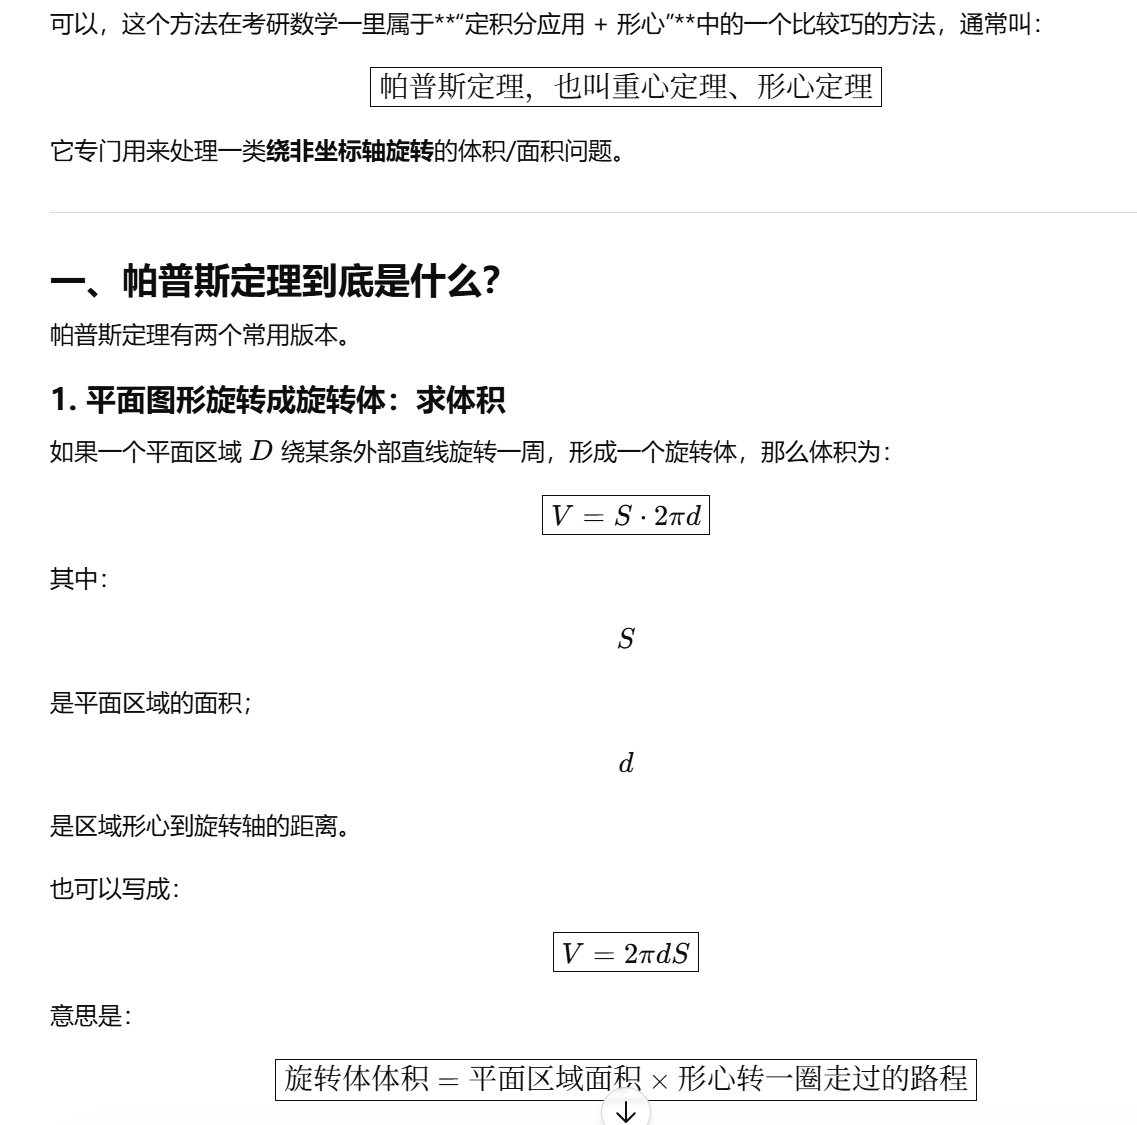 可以，这个方法在考研数学一里属于**“定积分应用 + 形心”**中的一个比较巧的方法，通常叫：
帕普斯定理，也叫重心定理、形心定理
它专门用来处理一类绕非坐标轴旋转的体积/面积问题。
一、帕普斯定理到底是什么？
帕普斯定理有两个常用版本。
1. 平面图形旋转成旋转体：求体积
如果一个平面区域 D 绕某条外部直线旋转一周，形成一个旋转体，那么体积为：
V = S · 2πd
其中：
S
是平面区域的面积；
d
是区域形心到旋转轴的距离。
也可以写成：
V = 2πdS
意思是：
旋转体体积 = 平面区域面积 × 形心转一圈走过的路程